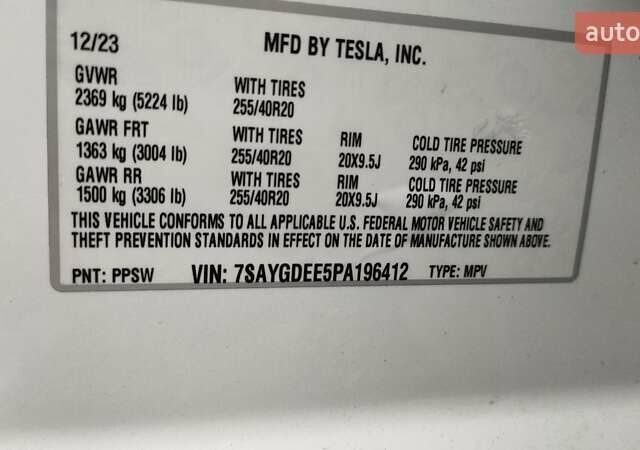 auto
12/23 MFD BY TESLA, INC.
GVWR WITH TIRES
2369 kg (5224 lb) 255/40R20
GAWR FRT WITH TIRES RIM COLD TIRE PRESSURE
1363 kg (3004 lb) 255/40R20 20X9.5J 290 kPa, 42 psi
GAWR RR WITH TIRES RIM COLD TIRE PRESSURE
1500 kg (3306 lb) 255/40R20 20X9.5J 290 kPa, 42 psi
THIS VEHICLE CONFORMS TO ALL APPLICABLE U.S. FEDERAL MOTOR VEHICLE SAFETY AND
THEFT PREVENTION STANDARDS IN EFFECT ON THE DATE OF MANUFACTURE SHOWN ABOVE.
PNT: PPSW VIN: 7SAYGDEE5PA196412 TYPE: MPV